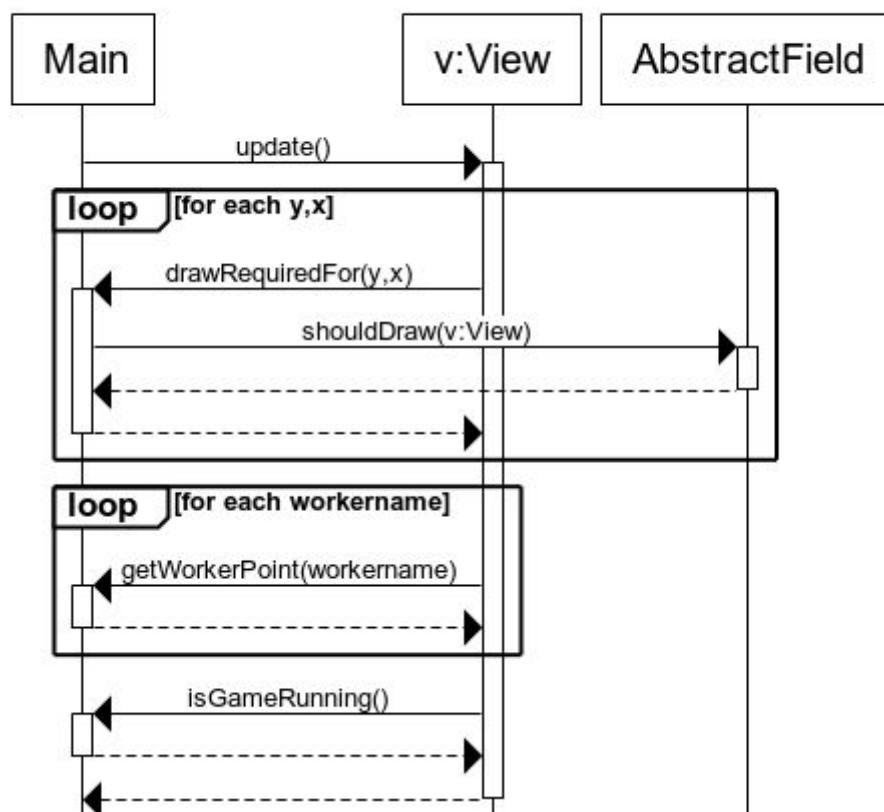 Main
v:View
AbstractField
update()
loop [for each y,x]
drawRequiredFor(y,x)
shouldDraw(v:View)
loop [for each workername]
getWorkerPoint(workername)
isGameRunning()